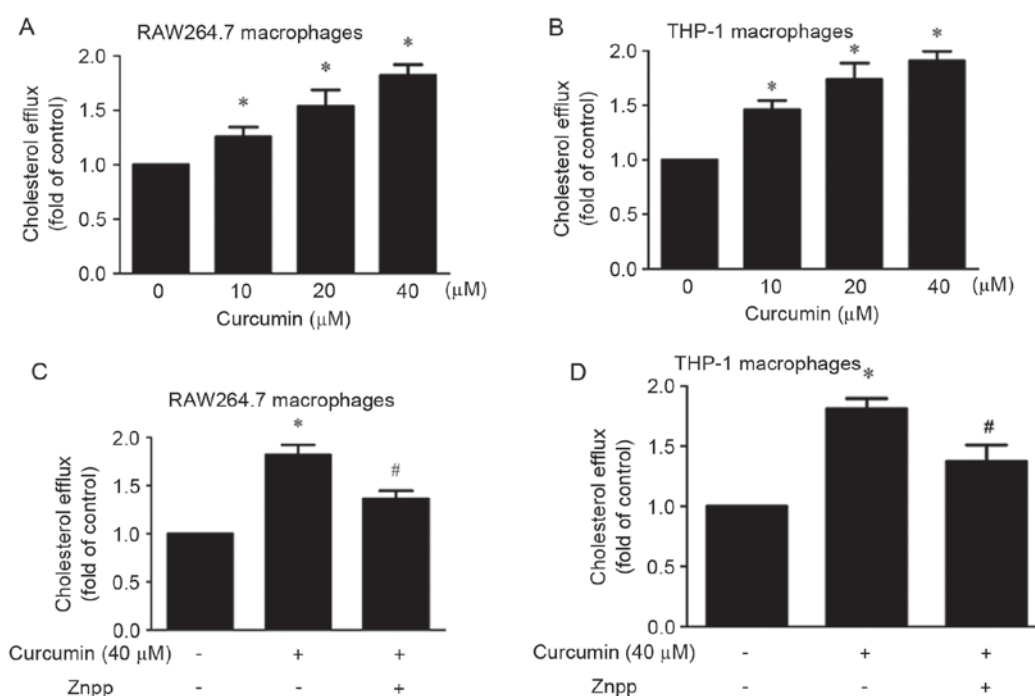 A
RAW264.7 macrophages
Cholesterol efflux
(fold of control)
2.0
1.5
1.0
0.5
0.0
*
*
*
0 10 20 40 (μM)
Curcumin (μM)
B
THP-1 macrophages
Cholesterol efflux
(fold of control)
2.0
1.5
1.0
0.5
0.0
*
*
*
0 10 20 40 (μM)
Curcumin (μM)
C
RAW264.7 macrophages
Cholesterol efflux
(fold of control)
2.0
1.5
1.0
0.5
0.0
*
#
Curcumin (40 μM) - + +
Znpp - - +
D
THP-1 macrophages
Cholesterol efflux
(fold of control)
2.0
1.5
1.0
0.5
0.0
*
#
Curcumin (40 μM) - + +
Znpp - - +